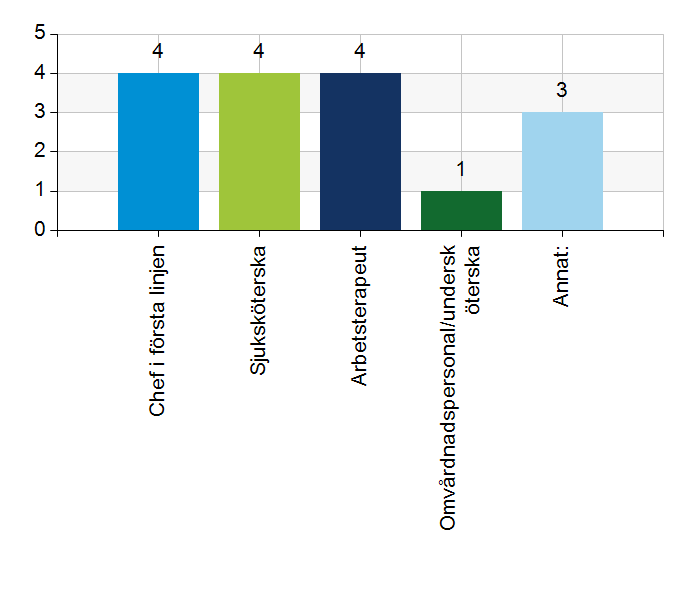 5
4
3
2
1
0
4
4
4
1
3
Chef i första linjen
Sjuksköterska
Arbetsterapeut
Omvårdnadspersonal/undersk
öterska
Annat: